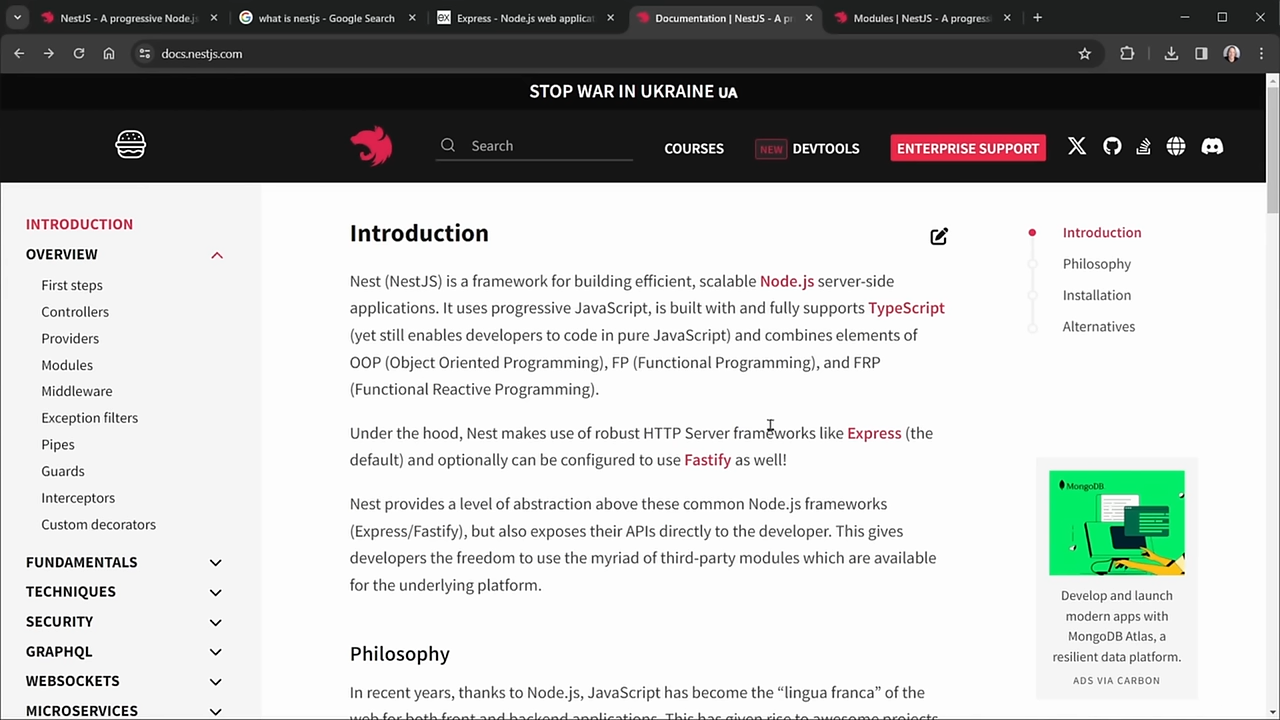 NestJS - A progressive Node.js
what is nestjs - Google Search
Express - Node.js web applicat
Documentation | NestJS - A pr
Modules | NestJS - A progress
docs.nestjs.com
STOP WAR IN UKRAINE UA
Search
COURSES
NEW
DEVTOOLS
ENTERPRISE SUPPORT
INTRODUCTION
OVERVIEW
First steps
Controllers
Providers
Modules
Middleware
Exception filters
Pipes
Guards
Interceptors
Custom decorators
FUNDAMENTALS
TECHNIQUES
SECURITY
GRAPHQL
WEBSOCKETS
MICROSERVICES
Introduction
Nest (NestJS) is a framework for building efficient, scalable Node.js server-side
applications. It uses progressive JavaScript, is built with and fully supports TypeScript
(yet still enables developers to code in pure JavaScript) and combines elements of
OOP (Object Oriented Programming), FP (Functional Programming), and FRP
(Functional Reactive Programming).
Under the hood, Nest makes use of robust HTTP Server frameworks like Express (the
default) and optionally can be configured to use Fastify as well!
Nest provides a level of abstraction above these common Node.js frameworks
(Express/Fastify), but also exposes their APIs directly to the developer. This gives
developers the freedom to use the myriad of third-party modules which are available
for the underlying platform.
Philosophy
In recent years, thanks to Node.js, JavaScript has become the “lingua franca” of the
web for both front and backend applications. This has given rise to awesome projects
Introduction
Philosophy
Installation
Alternatives
MongoDB
Develop and launch
modern apps with
MongoDB Atlas, a
resilient data platform.
ADS VIA CARBON